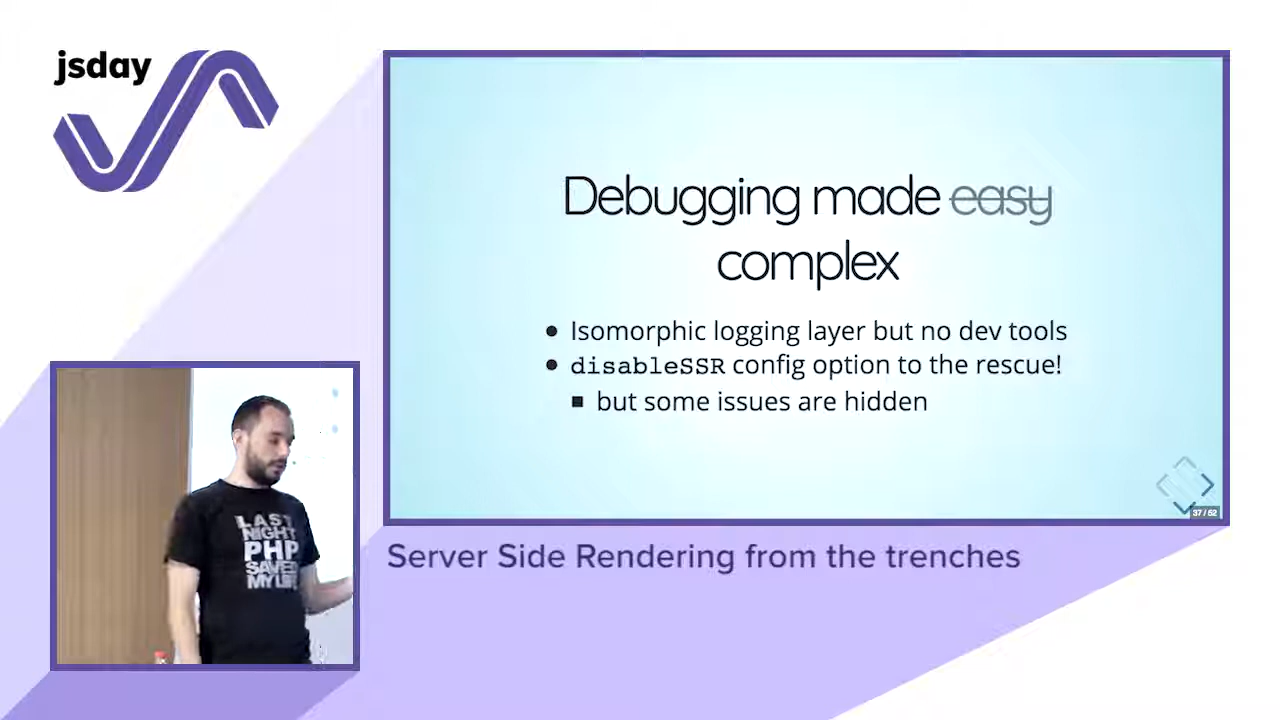 jsday
Debugging made easy
complex
Isomorphic logging layer but no dev tools
disableSSR config option to the rescue!
but some issues are hidden
37 / 52
Server Side Rendering from the trenches
LAST
NIGHT
PHP
SAVED
MY LIFE